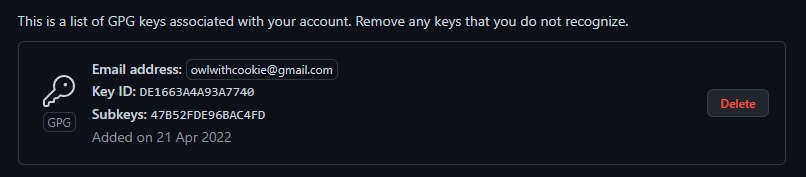 This is a list of GPG keys associated with your account. Remove any keys that you do not recognize.
Email address: owlwithcookie@gmail.com
Key ID: DE1663A4A93A7740
Subkeys: 47B52FDE96BAC4FD
GPG
Added on 21 Apr 2022
Delete